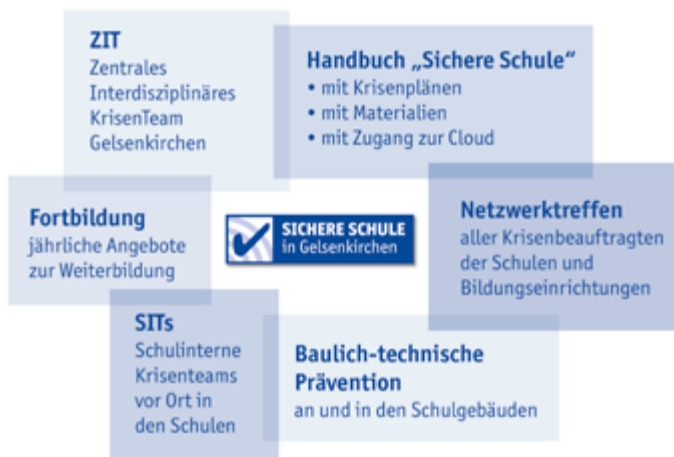 ZIT
Zentrales
Interdisziplinäres
KrisenTeam
Gelsenkirchen
Handbuch „Sichere Schule“
• mit Krisenplänen
• mit Materialien
• mit Zugang zur Cloud
Fortbildung
jährliche Angebote
zur Weiterbildung
SICHERE SCHULE
in Gelsenkirchen
Netzwerktreffen
aller Krisenbeauftragten
der Schulen und
Bildungseinrichtungen
SITs
Schulinterne
Krisenteams
vor Ort in
den Schulen
Baulich-technische
Prävention
an und in den Schulgebäuden